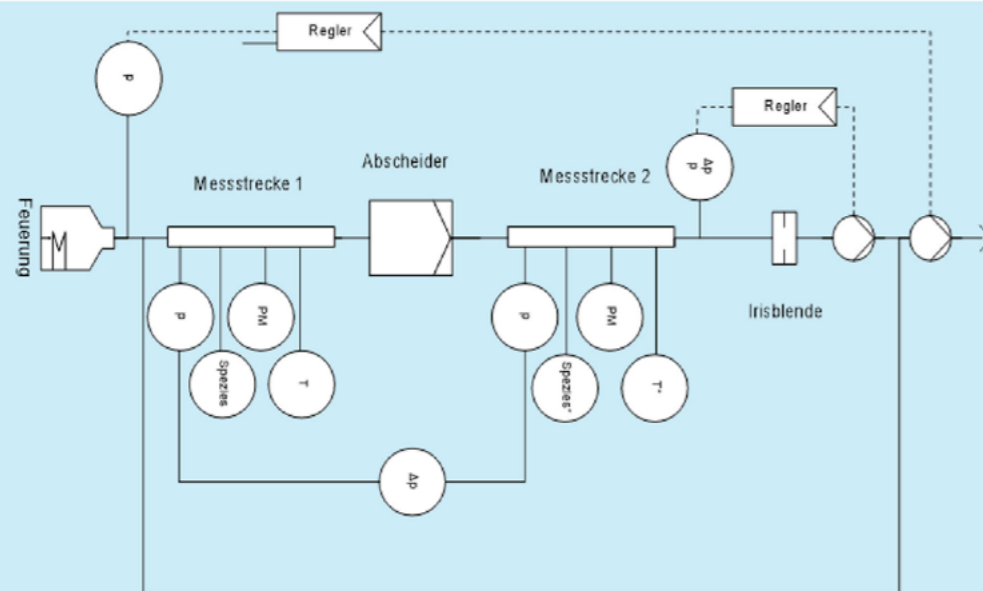 Regler
P
Regler
Abscheider
Messstrecke 1
Messstrecke 2
Δp
P
Feuerung
M
Irisblende
P
PM
P
PM
Spezies
T
Spezies*
T*
Δp